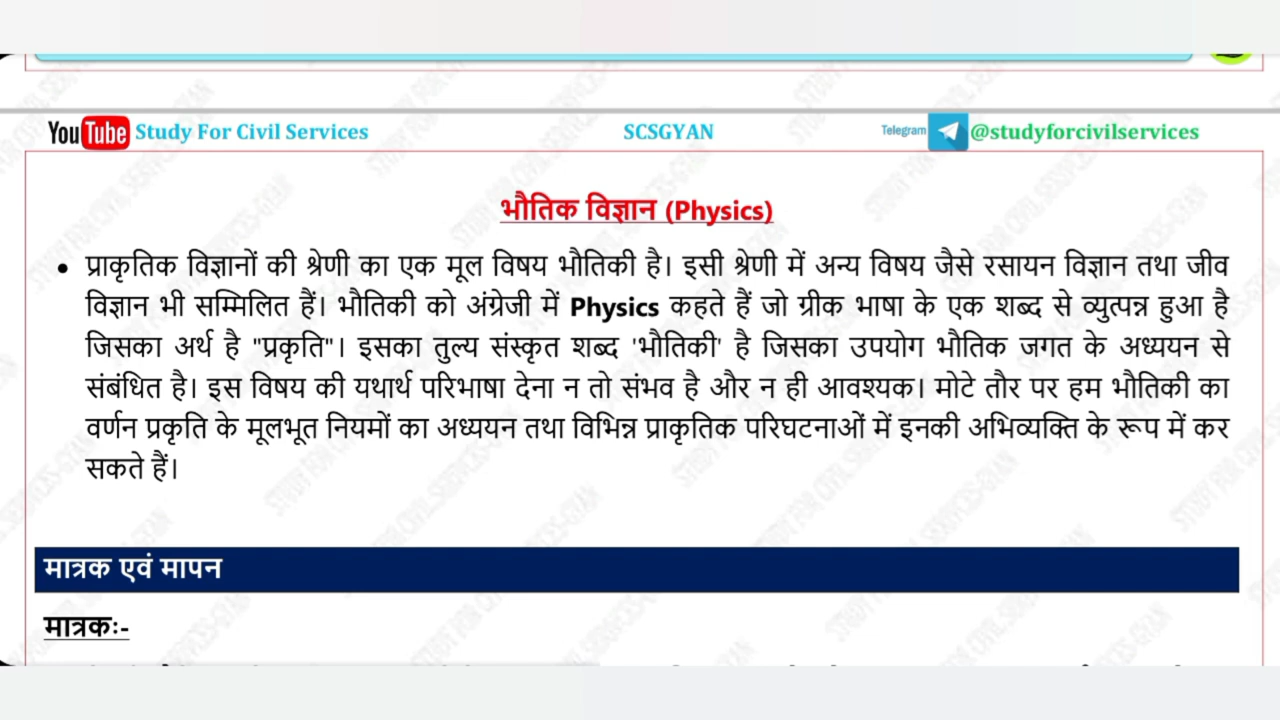 YouTube Study For Civil Services SCSGYAN Telegram @studyforcivilservices
भौतिक विज्ञान (Physics)
• प्राकृतिक विज्ञानों की श्रेणी का एक मूल विषय भौतिकी है। इसी श्रेणी में अन्य विषय जैसे रसायन विज्ञान तथा जीव
विज्ञान भी सम्मिलित हैं। भौतिकी को अंग्रेजी में Physics कहते हैं जो ग्रीक भाषा के एक शब्द से व्युत्पन्न हुआ है
जिसका अर्थ है "प्रकृति"। इसका तुल्य संस्कृत शब्द 'भौतिकी' है जिसका उपयोग भौतिक जगत के अध्ययन से
संबंधित है। इस विषय की यथार्थ परिभाषा देना न तो संभव है और न ही आवश्यक। मोटे तौर पर हम भौतिकी का
वर्णन प्रकृति के मूलभूत नियमों का अध्ययन तथा विभिन्न प्राकृतिक परिघटनाओं में इनकी अभिव्यक्ति के रूप में कर
सकते हैं।
मात्रक एवं मापन
मात्रकः-